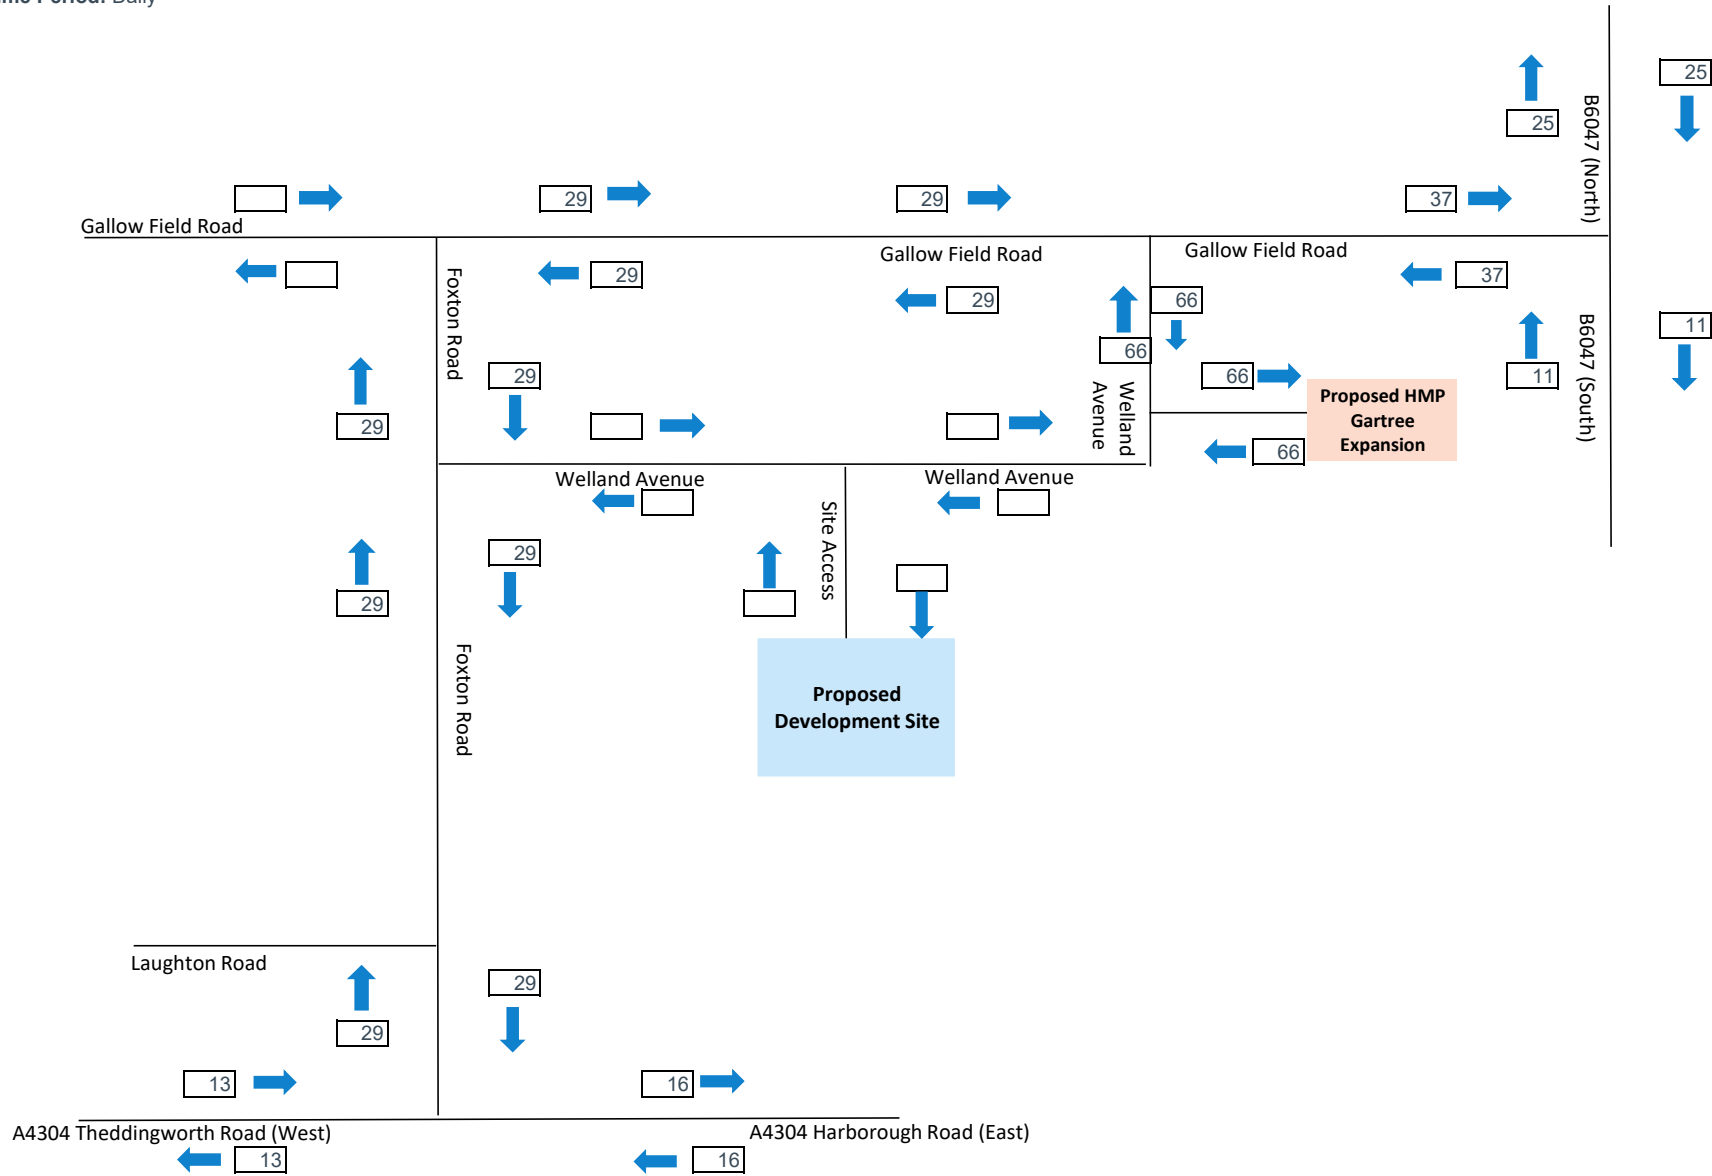 Daily
25
25
B6047 (North)
29
29
37
Gallow Field Road
Gallow Field Road
Gallow Field Road
29
29
37
Foxton Road
66
66
11
11
B6047 (South)
29
29
66
Welland
Avenue
Proposed HMP
Gartree
Expansion
66
Welland Avenue
Welland Avenue
Site Access
29
29
Foxton Road
Proposed
Development Site
Laughton Road
29
29
13
16
A4304 Theddingworth Road (West)
A4304 Harborough Road (East)
13
16